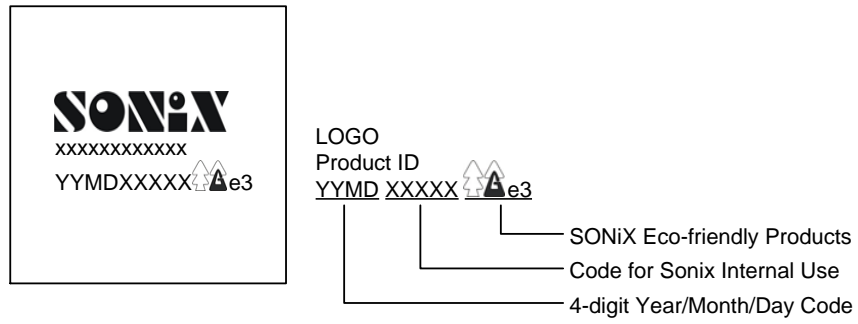 SONiX
xxxxxxxxxxxx
YYMDXXXXX e3
LOGO
Product ID
YYMD XXXXX e3
SONiX Eco-friendly Products
Code for Sonix Internal Use
4-digit Year/Month/Day Code